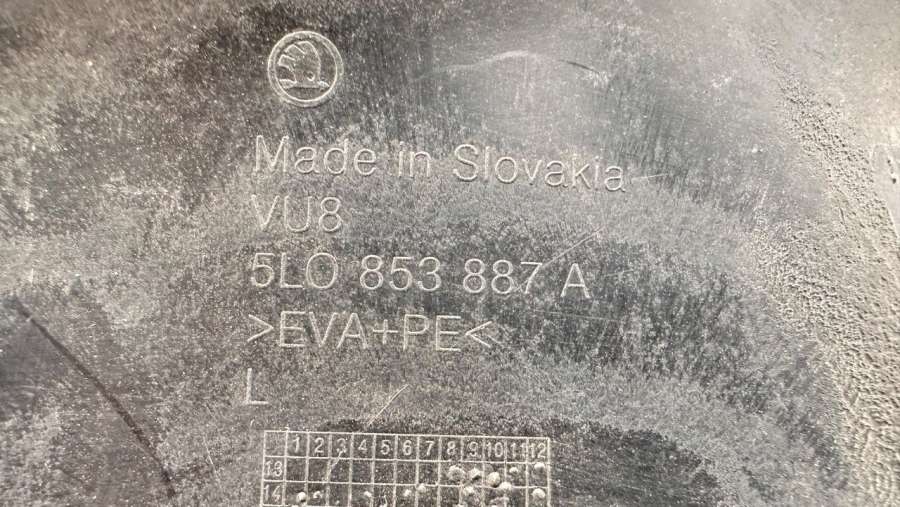 Made in Slovakia
VU8
5L0 853 887 A
>EVA+PE<
L
1 2 3 4 5 6 7 8 9 10 11 12
13
14